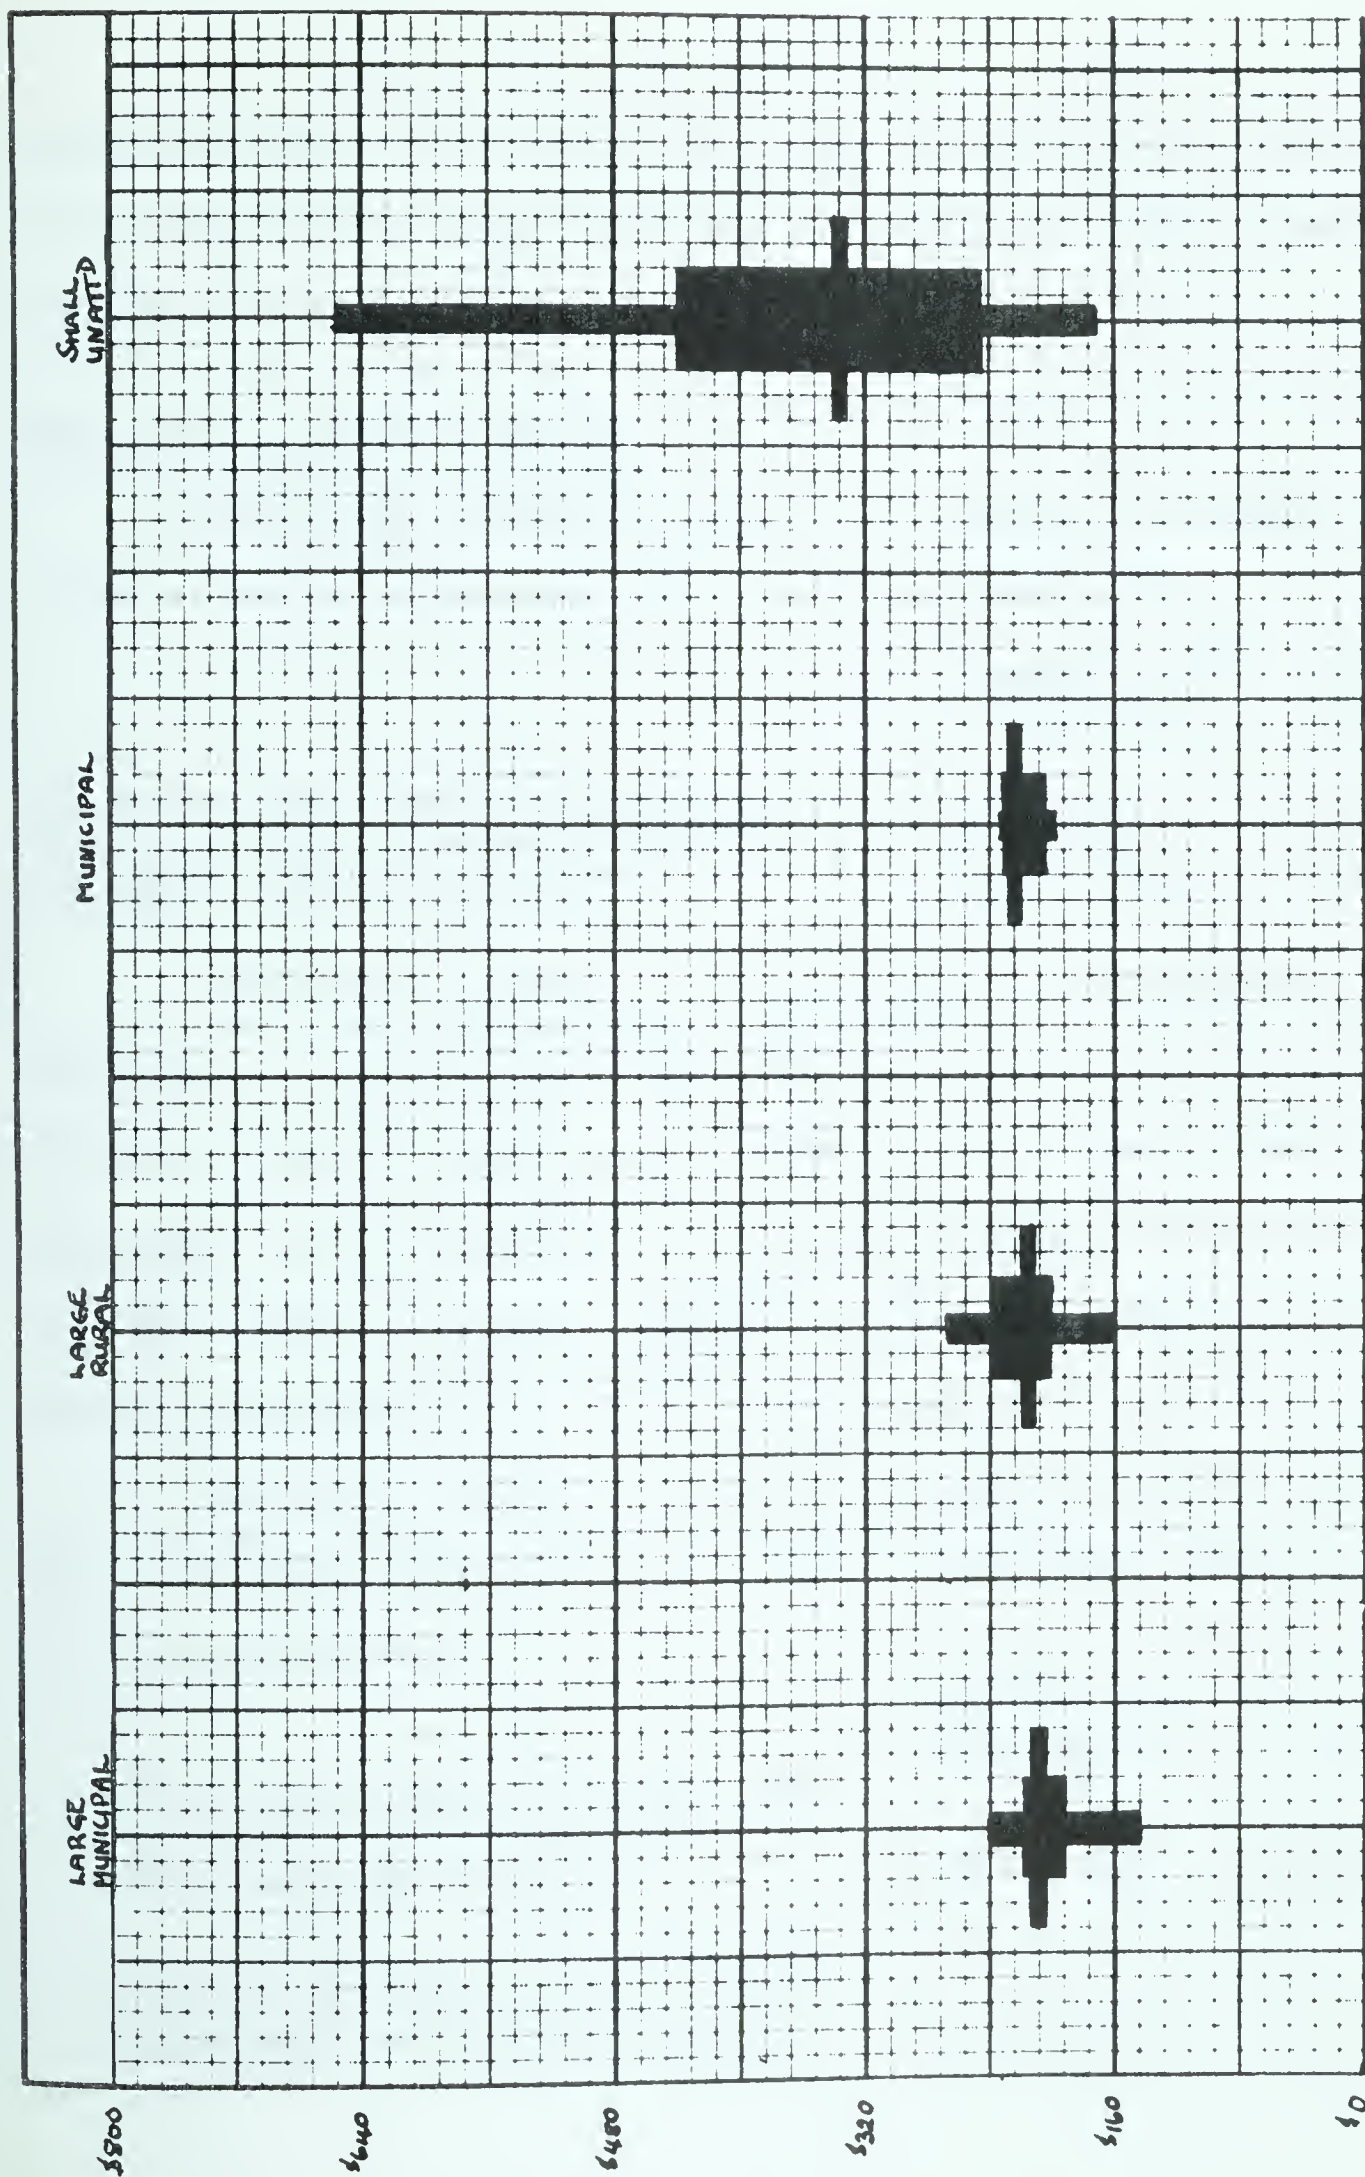 LARGE
MUNICIPAL
LARGE
RURAL
MUNICIPAL
SMALL
UNATT'D
$800
$640
$480
$320
$160
$0